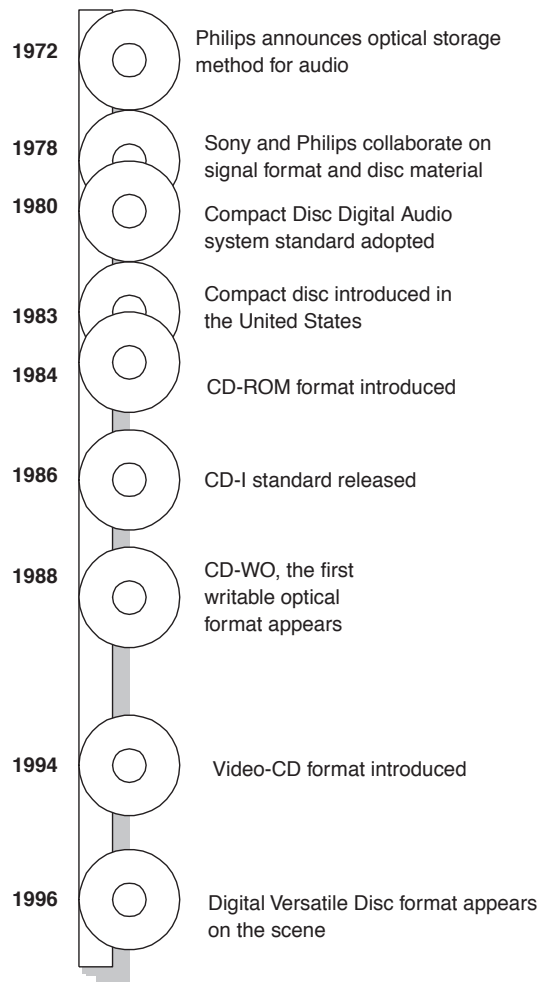 1972
Philips announces optical storage
method for audio
1978
Sony and Philips collaborate on
signal format and disc material
1980
Compact Disc Digital Audio
system standard adopted
1983
Compact disc introduced in
the United States
1984
CD-ROM format introduced
1986
CD-I standard released
1988
CD-WO, the first
writable optical
format appears
1994
Video-CD format introduced
1996
Digital Versatile Disc format appears
on the scene